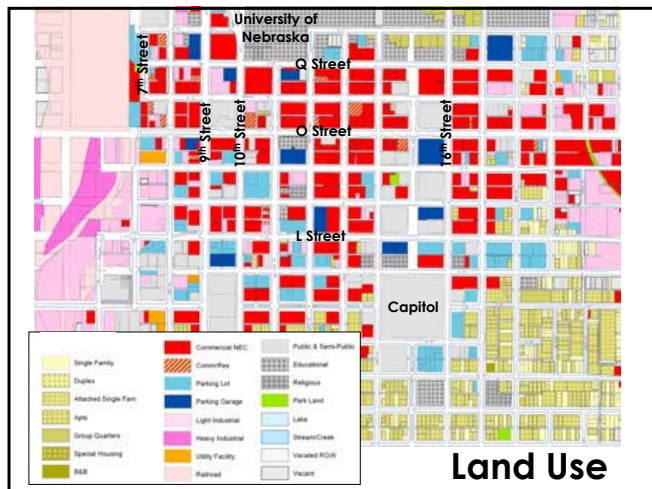 University of
Nebraska
Q Street
7th Street
9th Street
10th Street
O Street
16th Street
L Street
Capitol
Single Family
Duplex
Attached Single Fam
Apts
Group Quarters
Special Housing
B&B
Commercial NEC
Comm/Res
Parking Lot
Parking Garage
Light Industrial
Heavy Industrial
Utility Facility
Railroad
Public & Semi-Public
Educational
Religious
Park Land
Lake
Stream/Creek
Vacated ROW
Vacant
Land Use